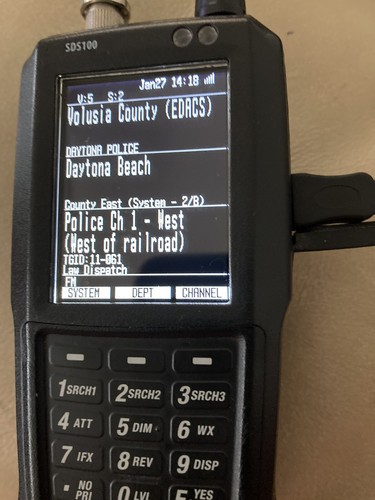 SDS100
Jan27 14:18
V:5 S:2
Volusia County (EDACS)
DAYTONA POLICE
Daytona Beach
County East (System - 2/8)
Police Ch 1 - West
(West of railroad)
TGID:11-061
Law Dispatch
FM
SYSTEM DEPT CHANNEL
1 SRCH1 2 SRCH2 3 SRCH3
4 ATT 5 DIM 6 WX
7 IFX 8 REV 9 DISP
. NO PRI 0 LVL YES